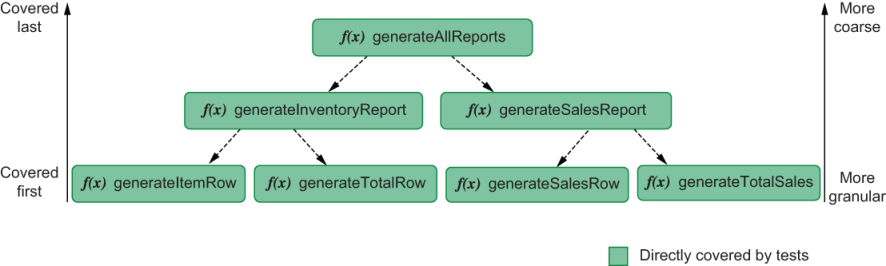 Covered
last
More
coarse
f(x) generateAllReports
f(x) generateInventoryReport
f(x) generateSalesReport
Covered
first
f(x) generateItemRow
f(x) generateTotalRow
f(x) generateSalesRow
f(x) generateTotalSales
More
granular
Directly covered by tests